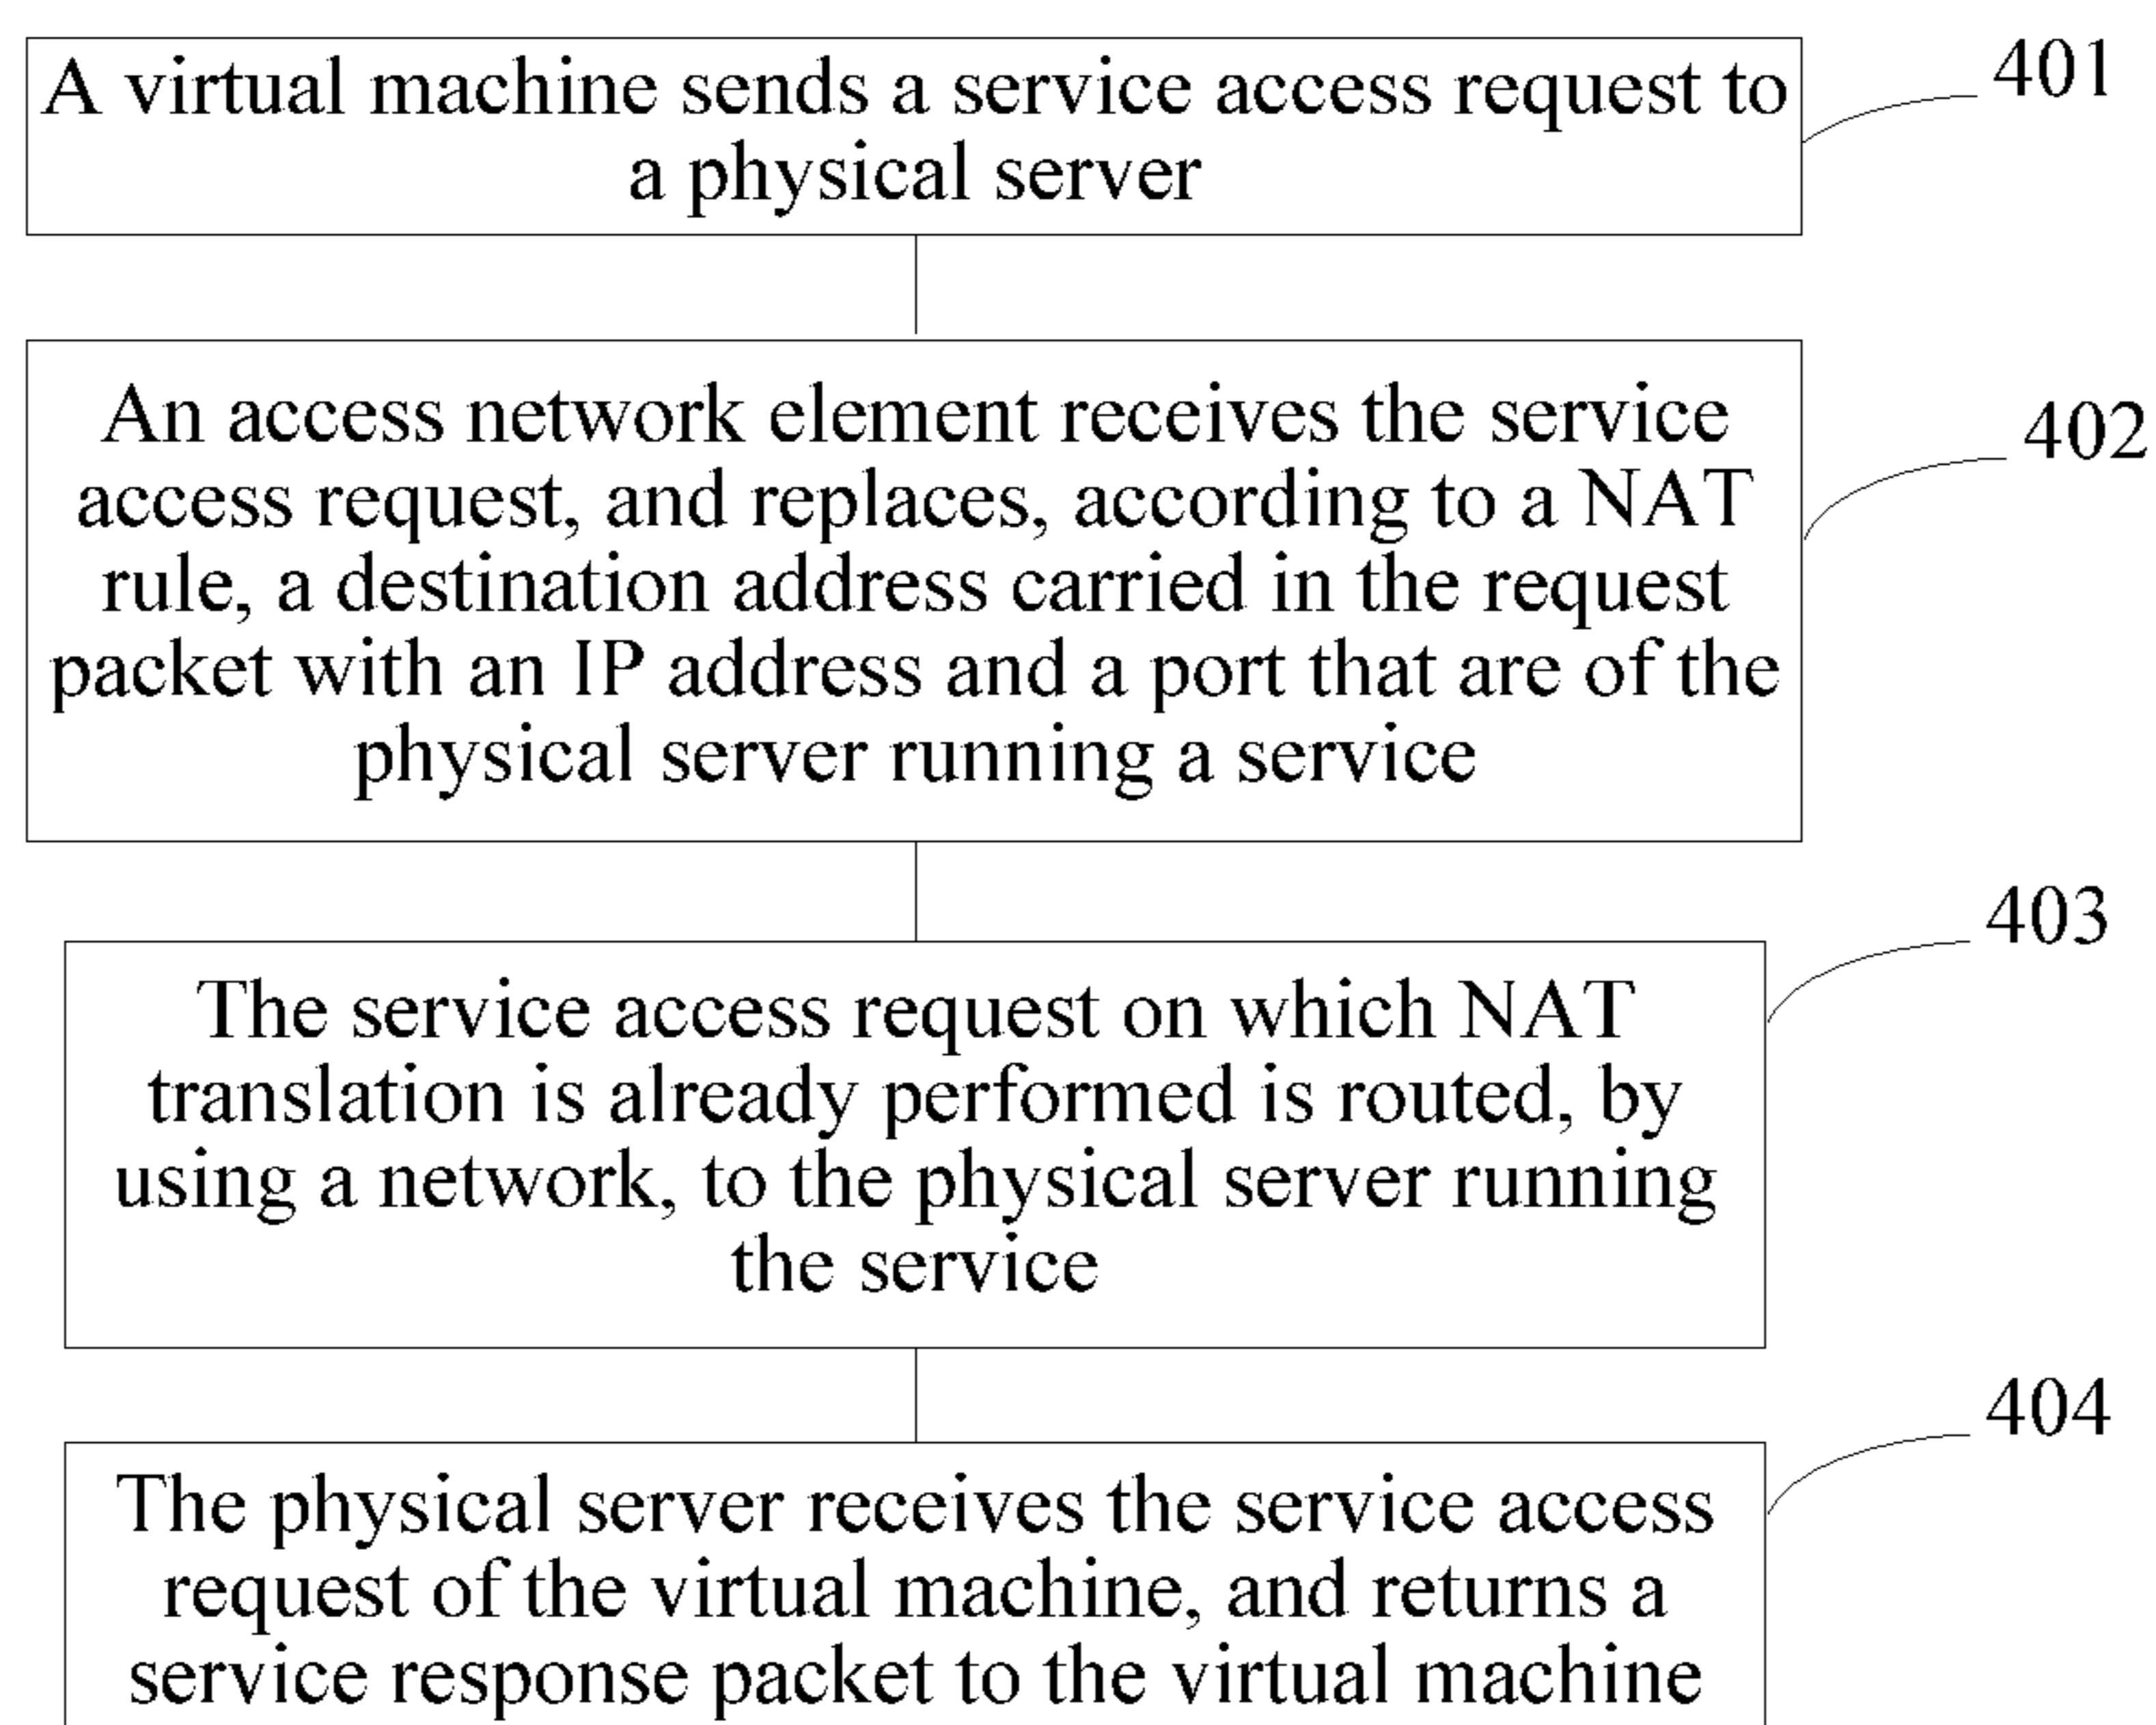 A virtual machine sends a service access request to
a physical server
401
An access network element receives the service
access request, and replaces, according to a NAT
rule, a destination address carried in the request
packet with an IP address and a port that are of the
physical server running a service
402
The service access request on which NAT
translation is already performed is routed, by
using a network, to the physical server running
the service
403
The physical server receives the service access
request of the virtual machine, and returns a
service response packet to the virtual machine
404